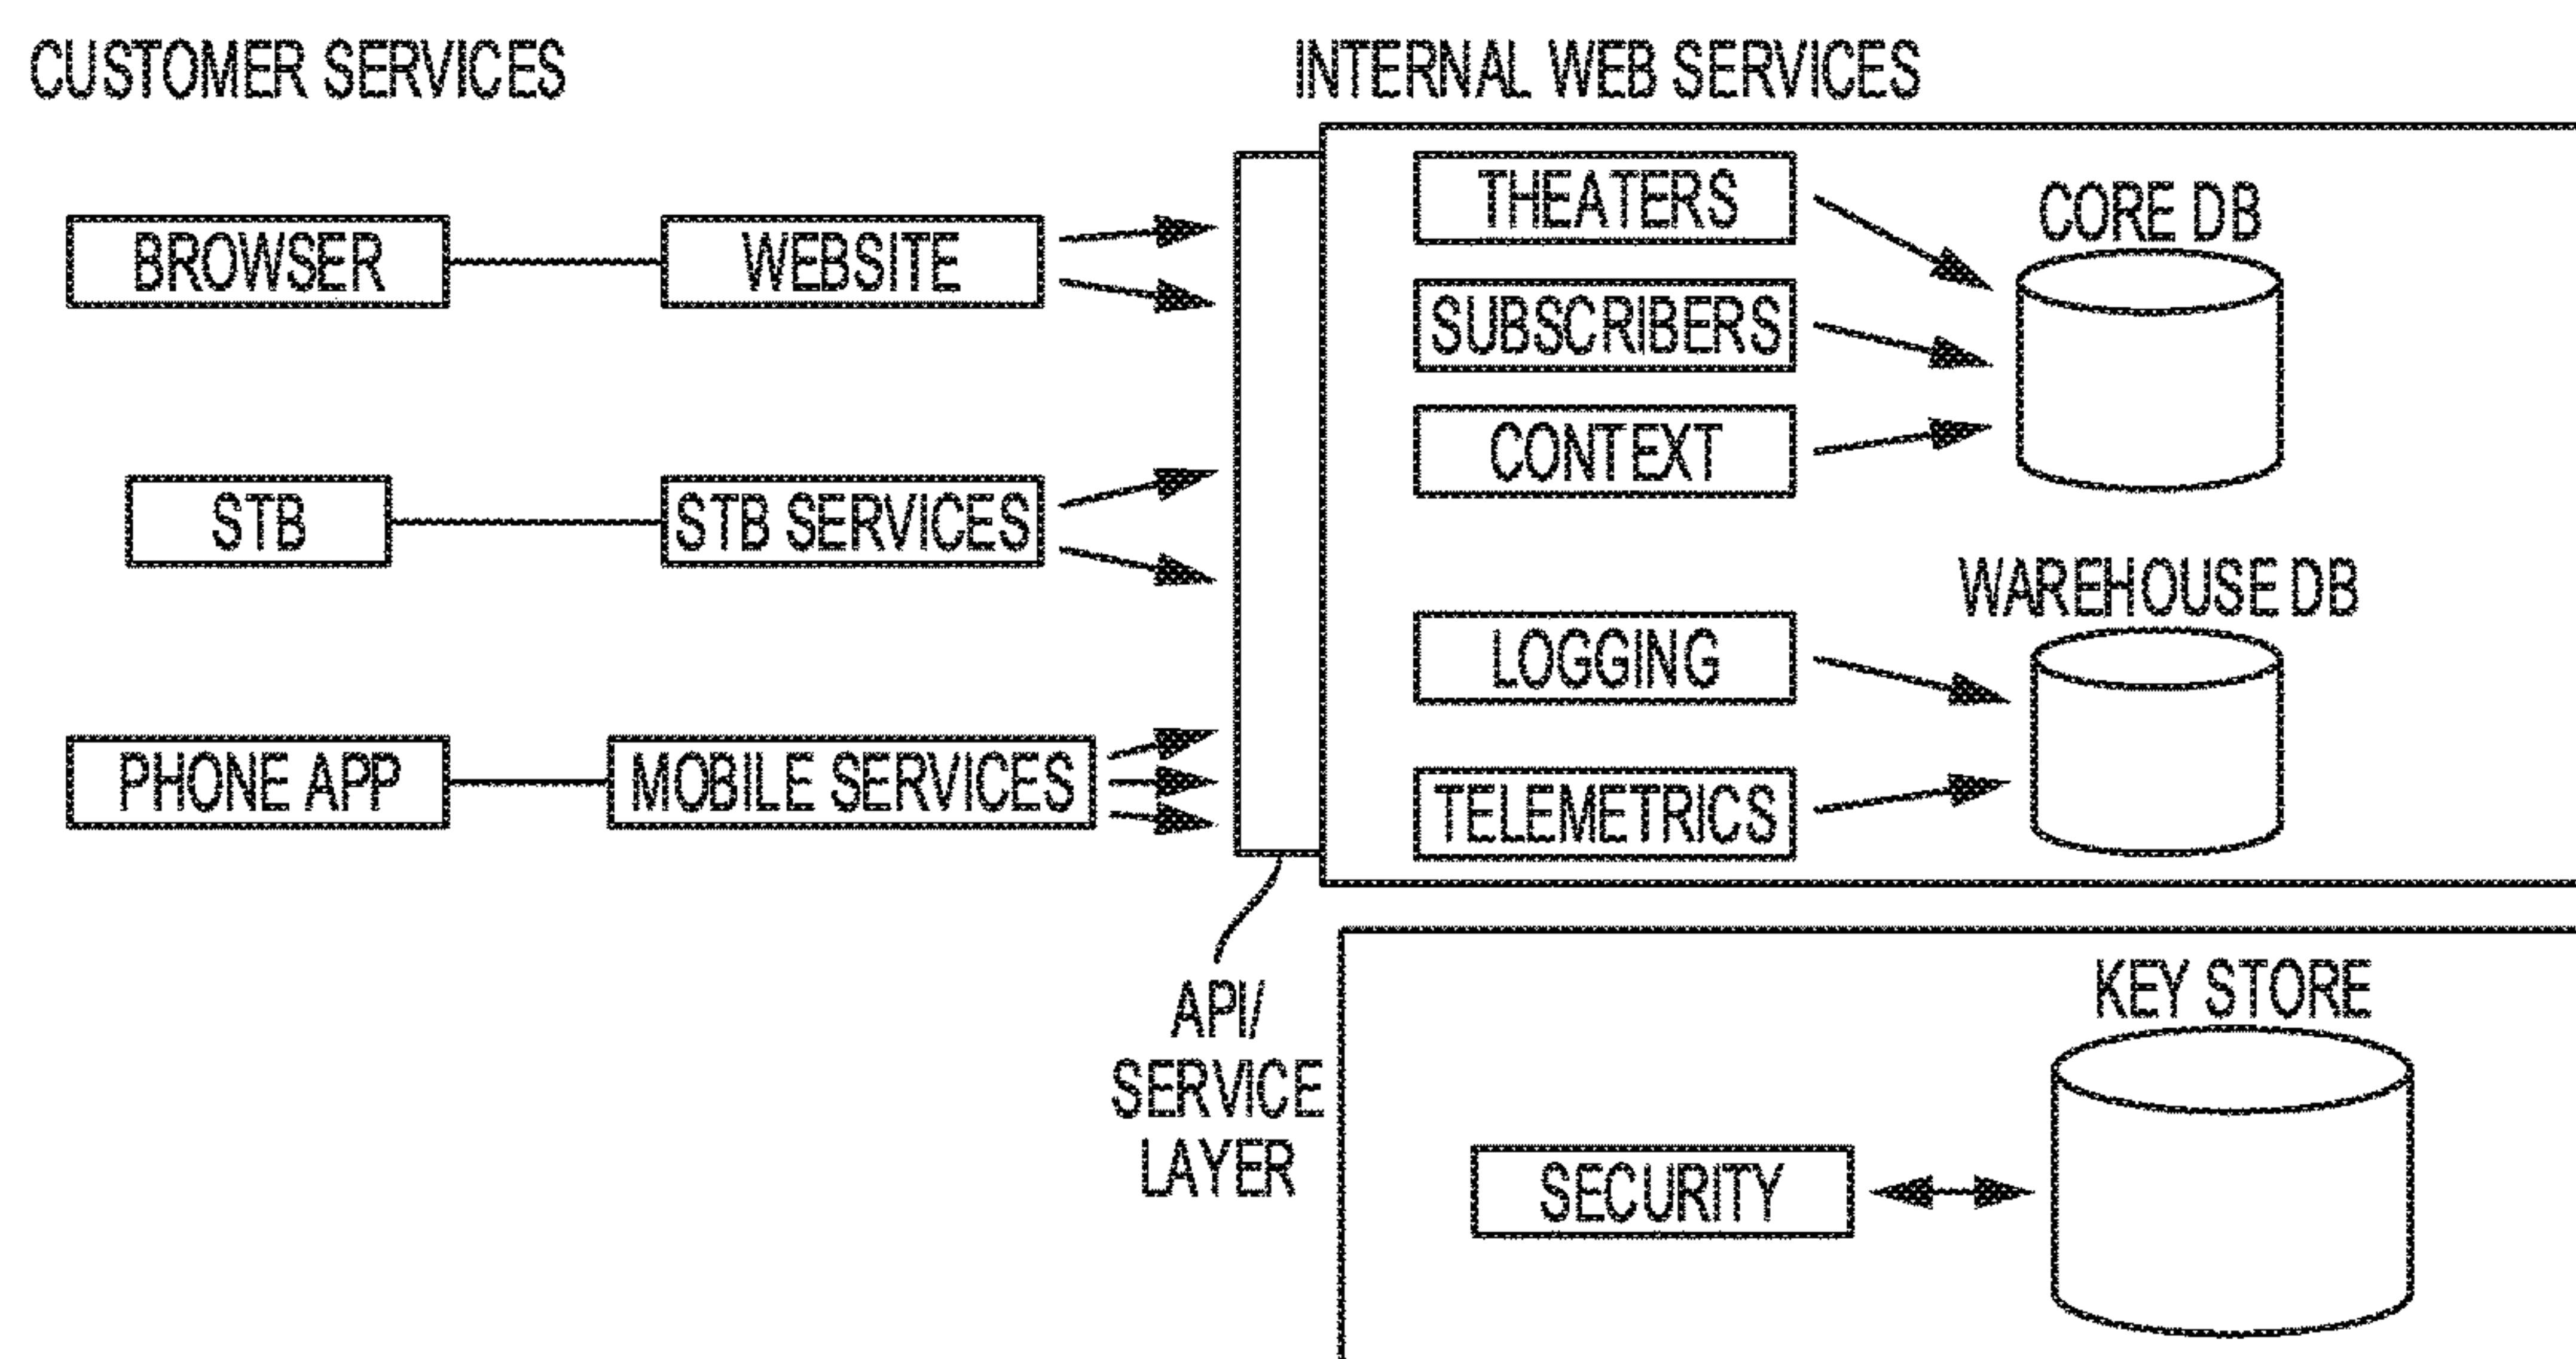 CUSTOMER SERVICES
INTERNAL WEB SERVICES
BROWSER
WEBSITE
STB
STB SERVICES
PHONE APP
MOBILE SERVICES
API/
SERVICE
LAYER
THEATERS
SUBSCRIBERS
CONTEXT
CORE DB
LOGGING
TELEMETRICS
WAREHOUSE DB
SECURITY
KEY STORE